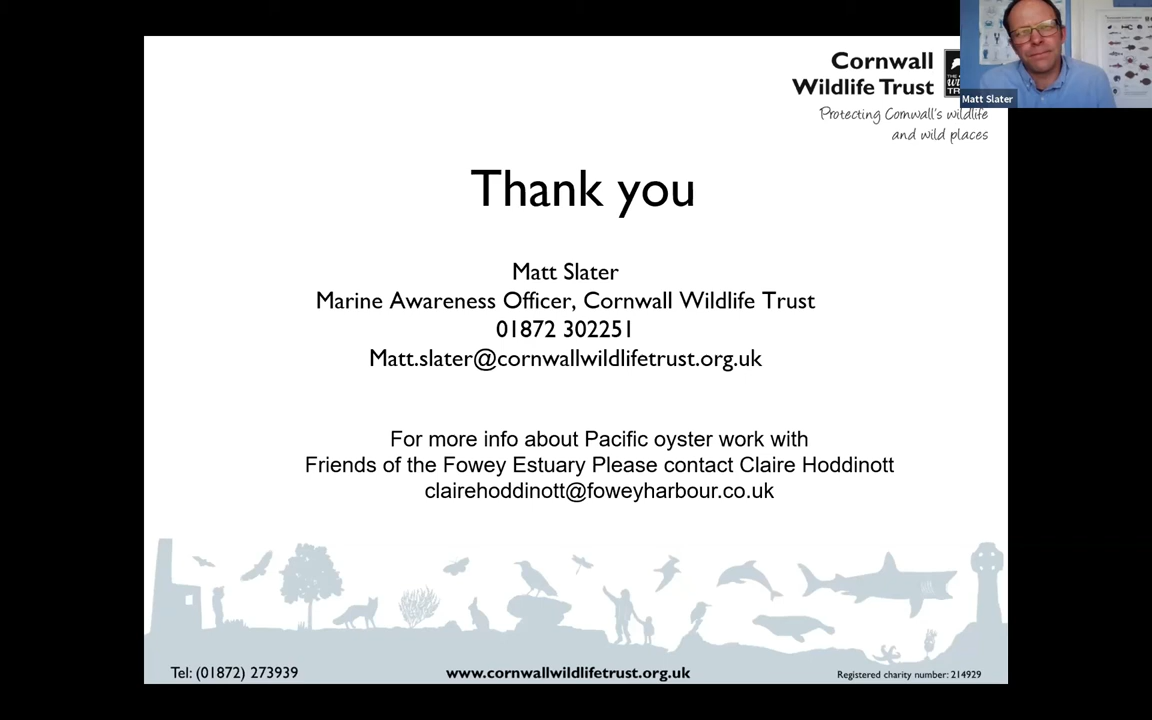 Cornwall
Wildlife Trust
Protecting Cornwall's wildlife
and wild places
Matt Slater
Thank you
Matt Slater
Marine Awareness Officer, Cornwall Wildlife Trust
01872 302251
Matt.slater@cornwallwildlifetrust.org.uk
For more info about Pacific oyster work with
Friends of the Fowey Estuary Please contact Claire Hoddinott
clairehoddinott@foweyharbour.co.uk
Tel: (01872) 273939
www.cornwallwildlifetrust.org.uk
Registered charity number: 214929